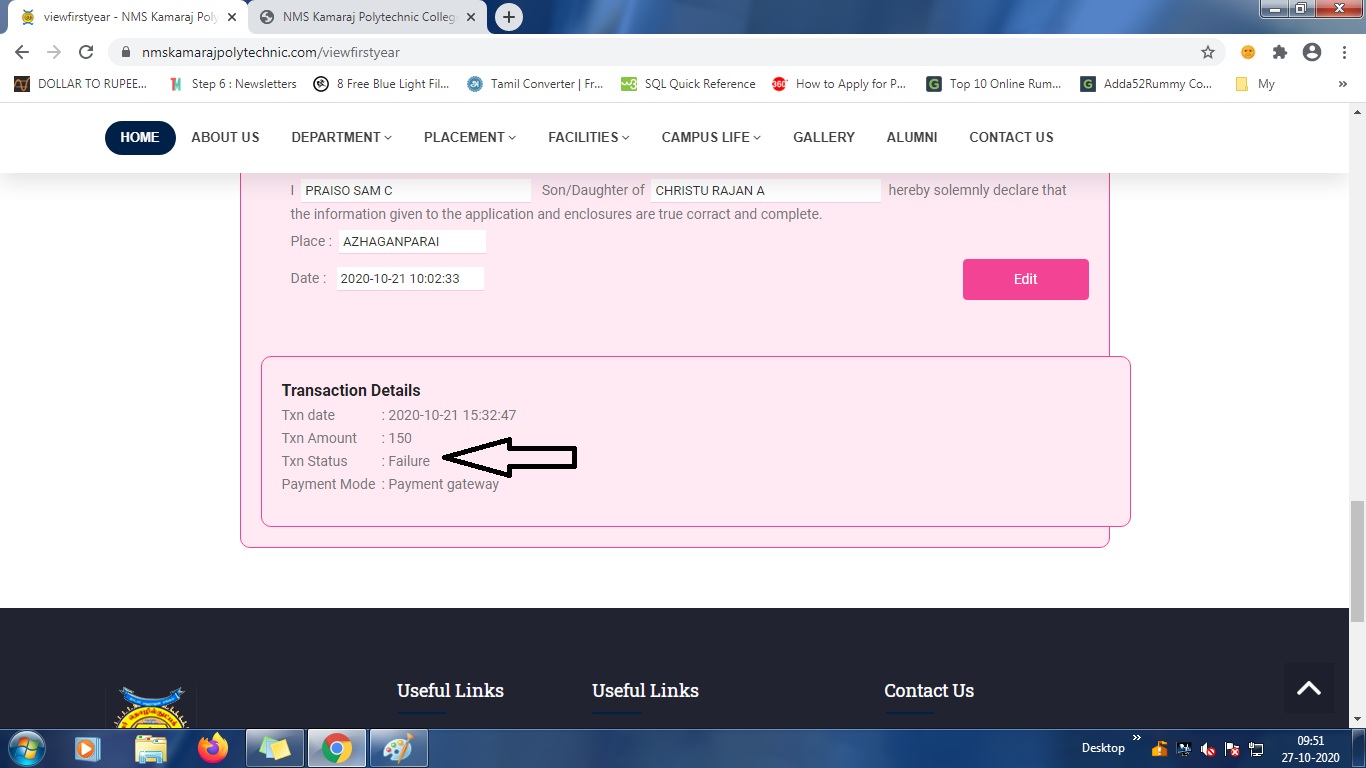 viewfirstyear - NMS Kamaraj Poly
NMS Kamaraj Polytechnic College
nmskamarajpolytechnic.com/viewfirstyear
DOLLAR TO RUPEE...
Step 6 : Newsletters
8 Free Blue Light Fil...
Tamil Converter | Fr...
SQL Quick Reference
How to Apply for P...
Top 10 Online Rum...
Adda52Rummy Co...
My
HOME ABOUT US DEPARTMENT PLACEMENT FACILITIES CAMPUS LIFE GALLERY ALUMNI CONTACT US
I PRAISO SAM C Son/Daughter of CHRISTU RAJAN A hereby solemnly declare that
the information given to the application and enclosures are true corract and complete.
Place : AZHAGANPARAI
Date : 2020-10-21 10:02:33
Edit
Transaction Details
Txn date : 2020-10-21 15:32:47
Txn Amount : 150
Txn Status : Failure
Payment Mode : Payment gateway
Useful Links
Useful Links
Contact Us
Desktop
09:51
27-10-2020